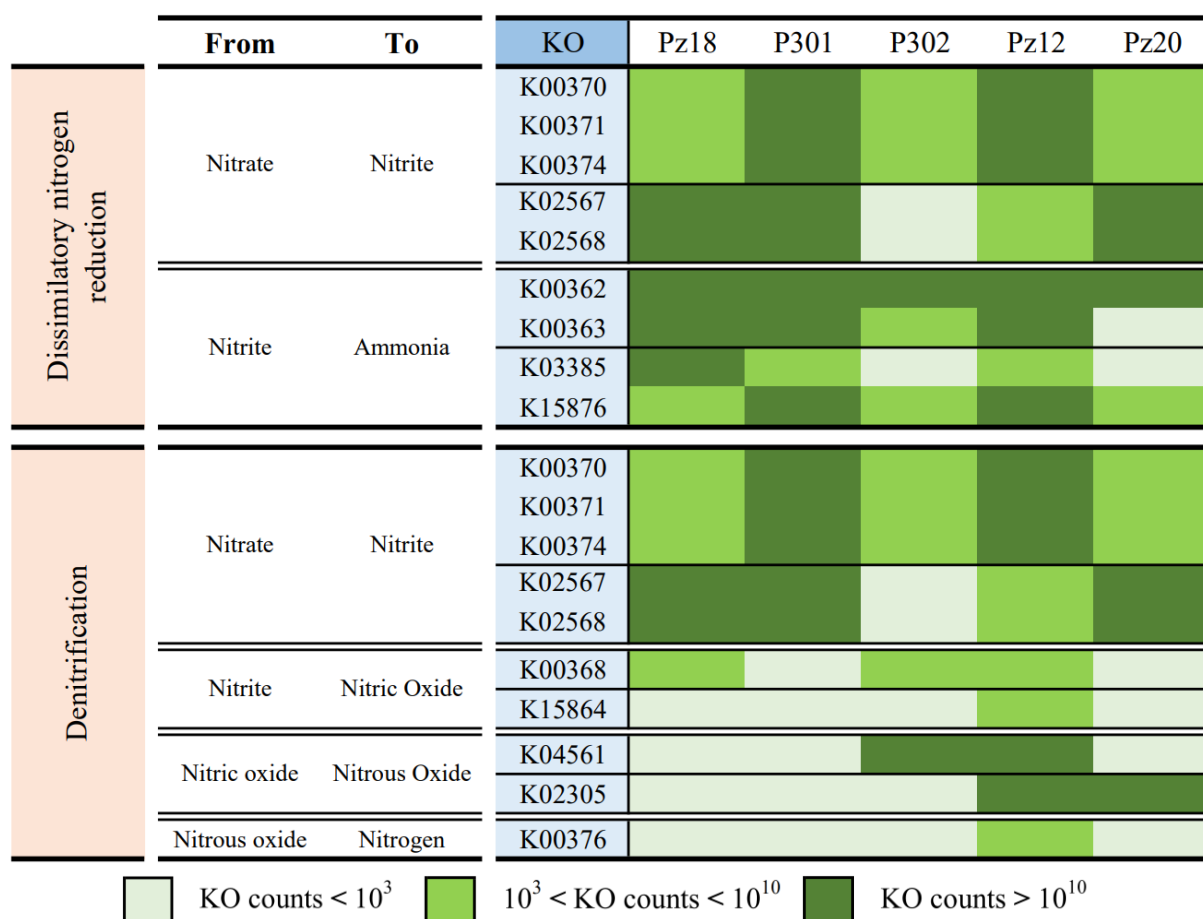 From To KO Pz18 P301 P302 Pz12 Pz20
Dissimilatory nitrogen
reduction
Nitrate Nitrite
K00370
K00371
K00374
K02567
K02568
Nitrite Ammonia
K00362
K00363
K03385
K15876
Denitrification
Nitrate Nitrite
K00370
K00371
K00374
K02567
K02568
Nitrite Nitric Oxide
K00368
K15864
Nitric oxide Nitrous Oxide
K04561
K02305
Nitrous oxide Nitrogen K00376
KO counts < 10³ 10³ < KO counts < 10¹⁰ KO counts > 10¹⁰